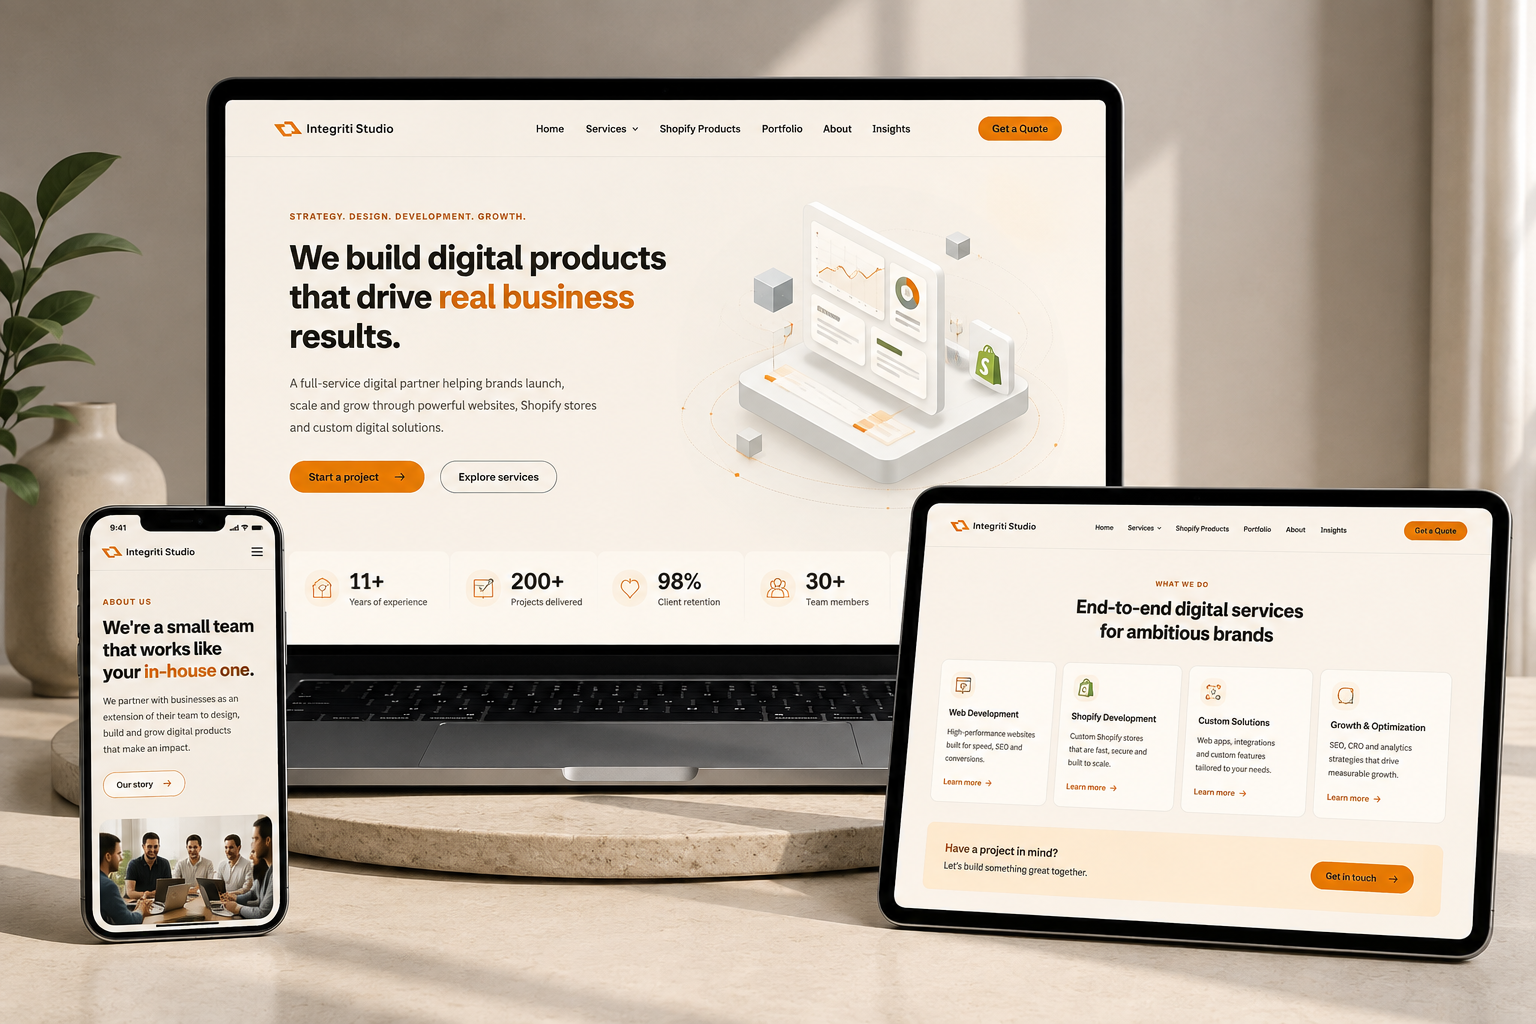 Integriti Studio
Home Services Shopify Products Portfolio About Insights
Get a Quote
STRATEGY. DESIGN. DEVELOPMENT. GROWTH.
We build digital products
that drive real business
results.
A full-service digital partner helping brands launch,
scale and grow through powerful websites, Shopify stores
and custom digital solutions.
Start a project →
Explore services
S
11+
Years of experience
200+
Projects delivered
98%
Client retention
30+
Team members
9:41
Integriti Studio
ABOUT US
We're a small team
that works like
your in-house one.
We partner with businesses as an
extension of their team to design,
build and grow digital products
that make an impact.
Our story →
Integriti Studio
Home Services Shopify Products Portfolio About Insights
Get a Quote
WHAT WE DO
End-to-end digital services
for ambitious brands
Web Development
High-performance websites
built for speed, SEO and
conversions.
Learn more →
Shopify Development
Custom Shopify stores
that are fast, secure and
built to scale.
Learn more →
Custom Solutions
Web apps, integrations
and custom features
tailored to your needs.
Learn more →
Growth & Optimization
SEO, CRO and analytics
strategies that drive
measurable growth.
Learn more →
Have a project in mind?
Let's build something great together.
Get in touch →